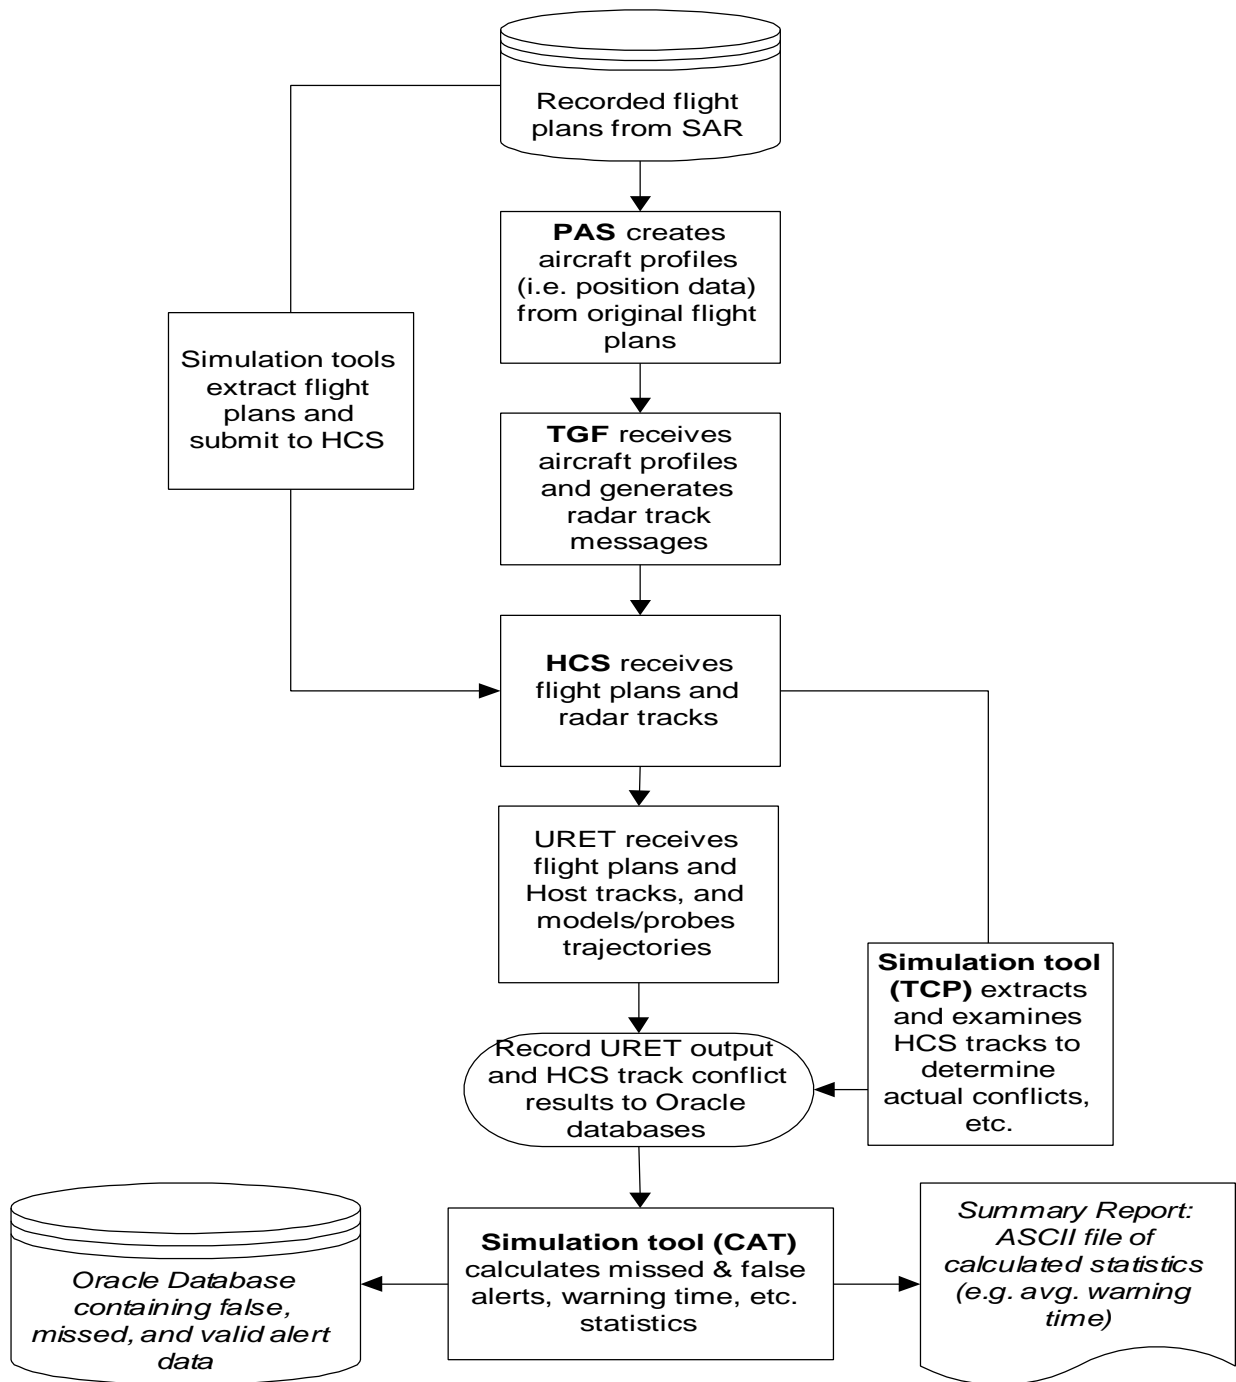 Recorded flight
plans from SAR
PAS creates
aircraft profiles
(i.e. position data)
from original flight
plans
Simulation tools
extract flight
plans and
submit to HCS
TGF receives
aircraft profiles
and generates
radar track
messages
HCS receives
flight plans and
radar tracks
URET receives
flight plans and
Host tracks, and
models/probes
trajectories
Simulation tool
(TCP) extracts
and examines
HCS tracks to
determine
actual conflicts,
etc.
Record URET output
and HCS track conflict
results to Oracle
databases
Oracle Database
containing false,
missed, and valid alert
data
Simulation tool (CAT)
calculates missed & false
alerts, warning time, etc.
statistics
Summary Report:
ASCII file of
calculated statistics
(e.g. avg. warning
time)